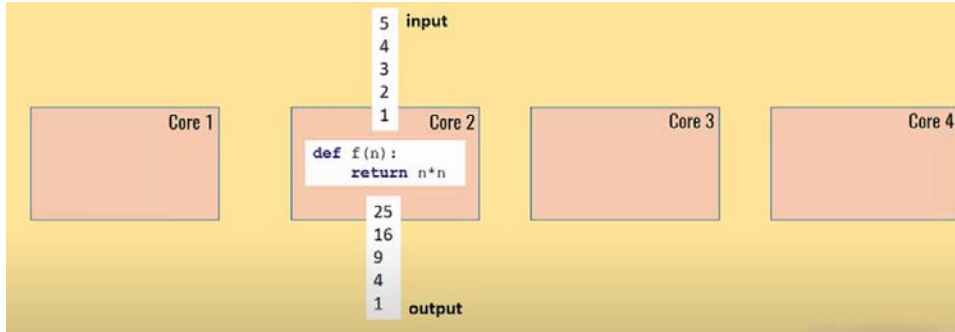 5 input
4
3
2
1
Core 1
Core 2
Core 3
Core 4
def f(n):
return n*n
25
16
9
4
1 output